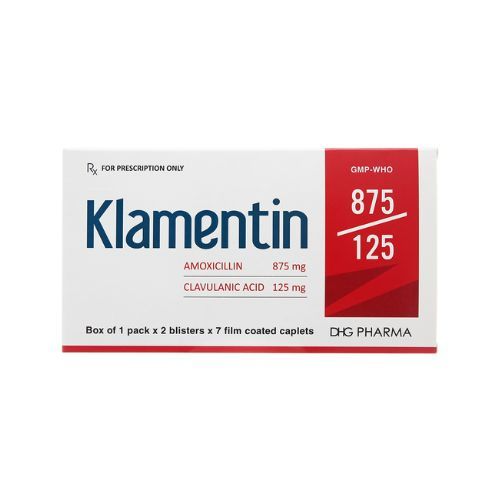 Rx FOR PRESCRIPTION ONLY
Klamentin
AMOXICILLIN 875 mg
CLAVULANIC ACID 125 mg
Box of 1 pack x 2 blisters x 7 film coated caplets
GMP-WHO
875
125
DHG PHARMA